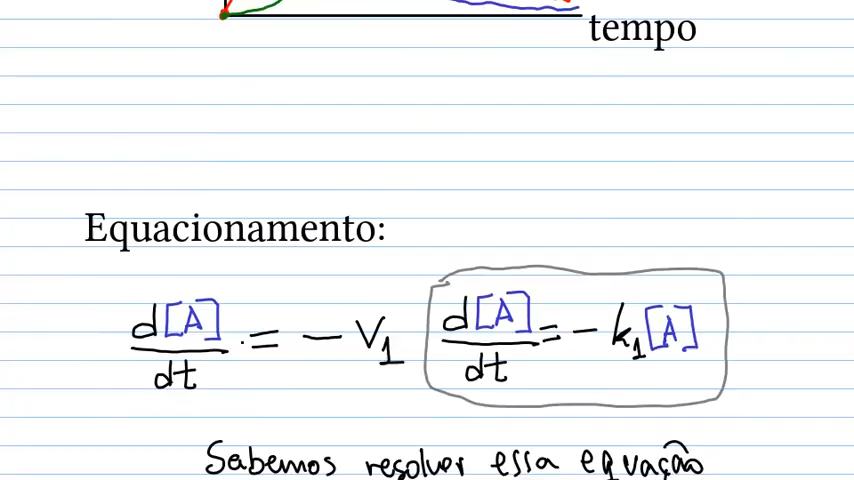 tempo
Equacionamento:
d[A]/dt = - V₁ d[A]/dt = - k₁[A]
Sabemos resolver essa equação